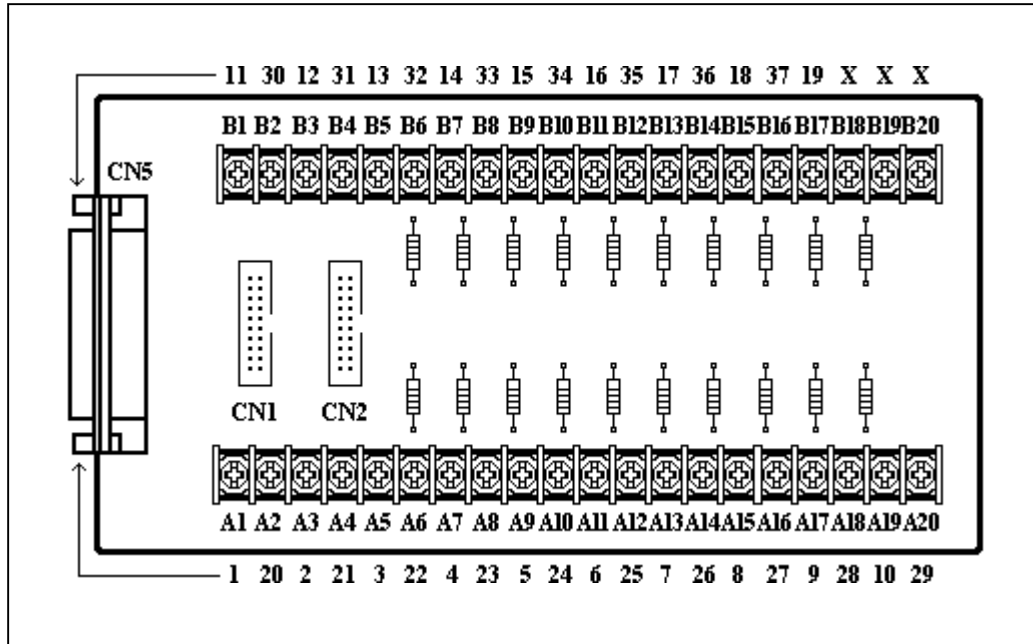 11 30 12 31 13 32 14 33 15 34 16 35 17 36 18 37 19 X X X
B1 B2 B3 B4 B5 B6 B7 B8 B9 B10 B11 B12 B13 B14 B15 B16 B17 B18 B19 B20
CN5
CN1 CN2
A1 A2 A3 A4 A5 A6 A7 A8 A9 A10 A11 A12 A13 A14 A15 A16 A17 A18 A19 A20
1 20 2 21 3 22 4 23 5 24 6 25 7 26 8 27 9 28 10 29